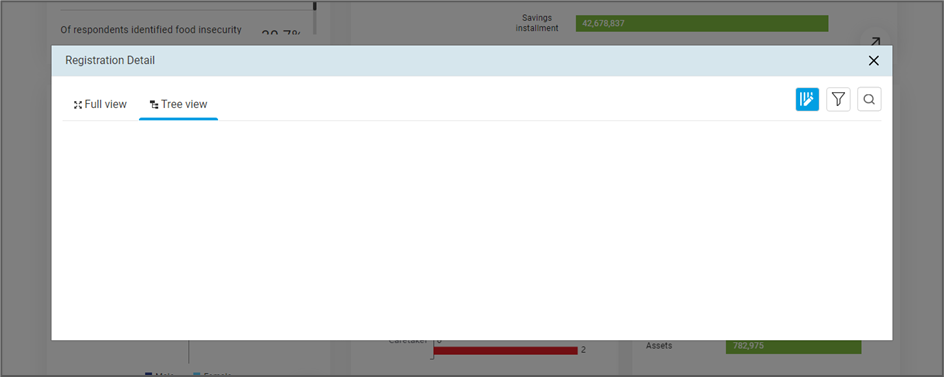 Of respondents identified food insecurity
Savings
installment
42,678,837
Registration Detail
Full view
Tree view
Caretaker
2
Assets
782,975